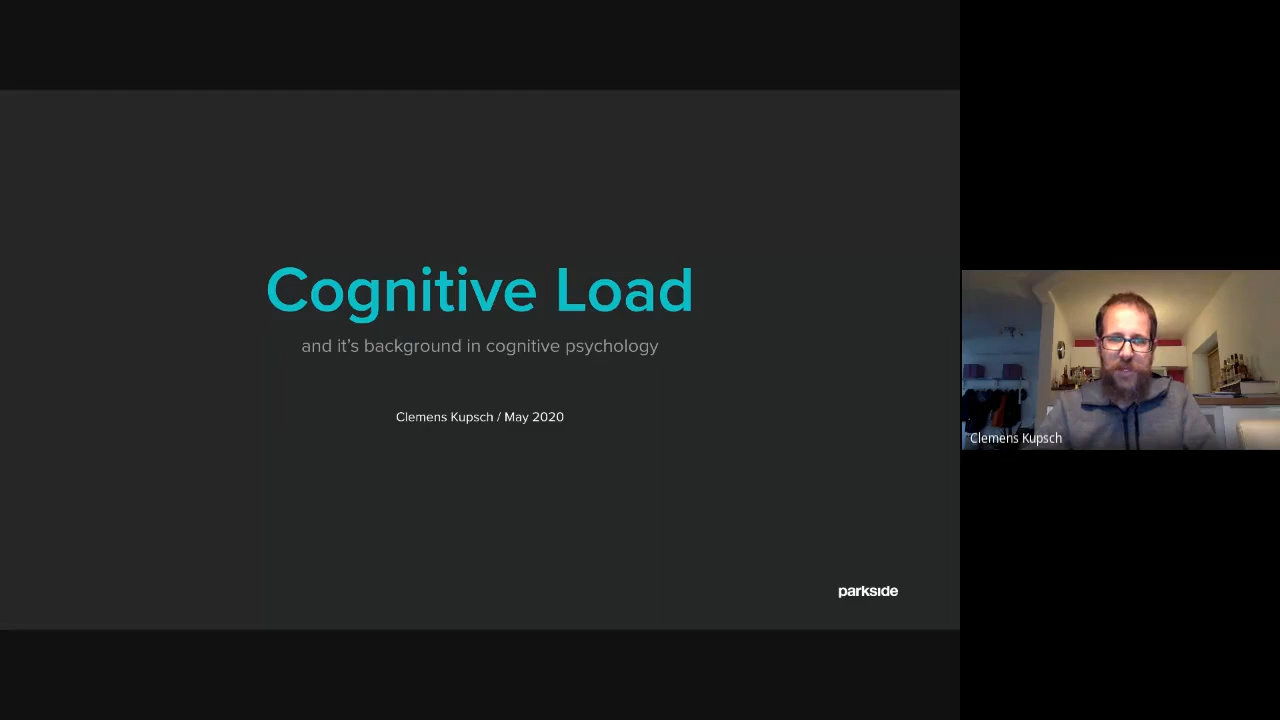 Cognitive Load
and it’s background in cognitive psychology
Clemens Kupsch / May 2020
parkside
Clemens Kupsch